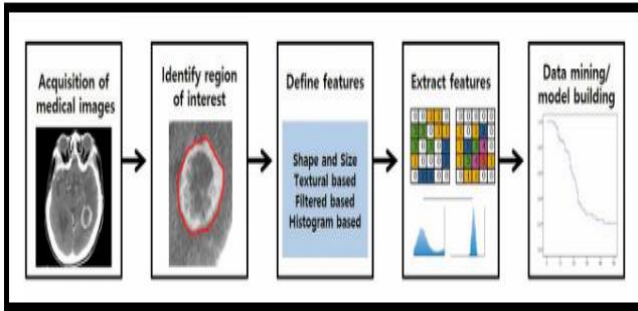 Acquisition of
medical images
Identify region
of interest
Define features
Shape and Size
Textural based
Filtered based
Histogram based
Extract features
Data mining/
model building